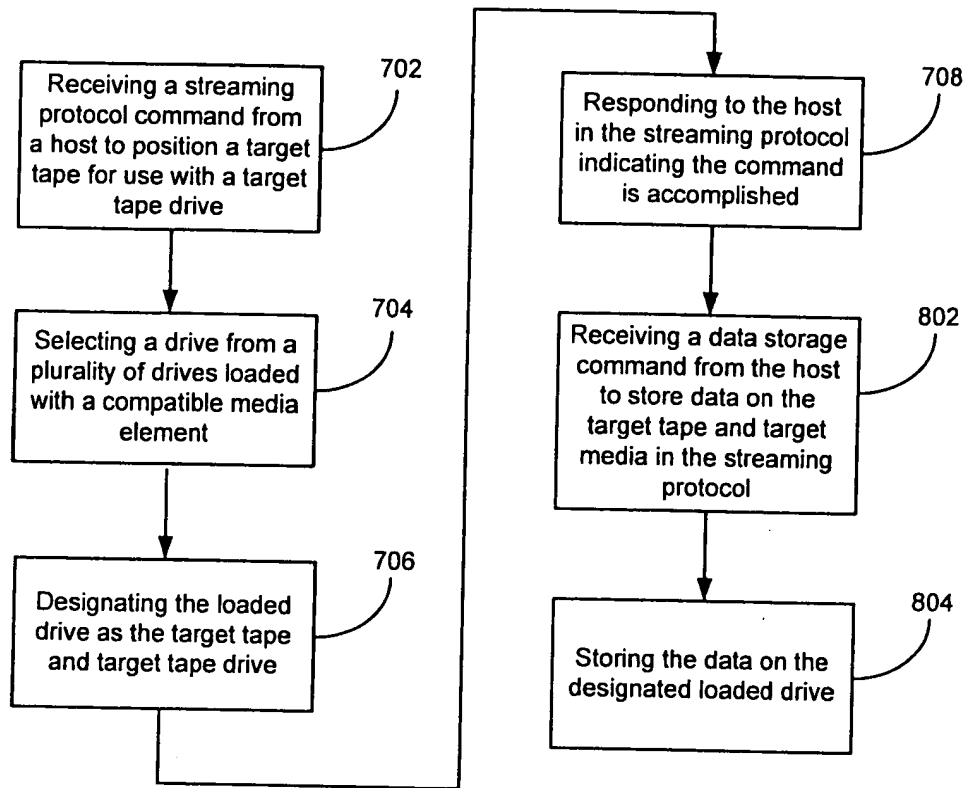 702
Receiving a streaming
protocol command from
a host to position a target
tape for use with a target
tape drive
704
Selecting a drive from a
plurality of drives loaded
with a compatible media
element
706
Designating the loaded
drive as the target tape
and target tape drive
708
Responding to the host
in the streaming protocol
indicating the command
is accomplished
802
Receiving a data storage
command from the host
to store data on the
target tape and target
media in the streaming
protocol
804
Storing the data on the
designated loaded drive